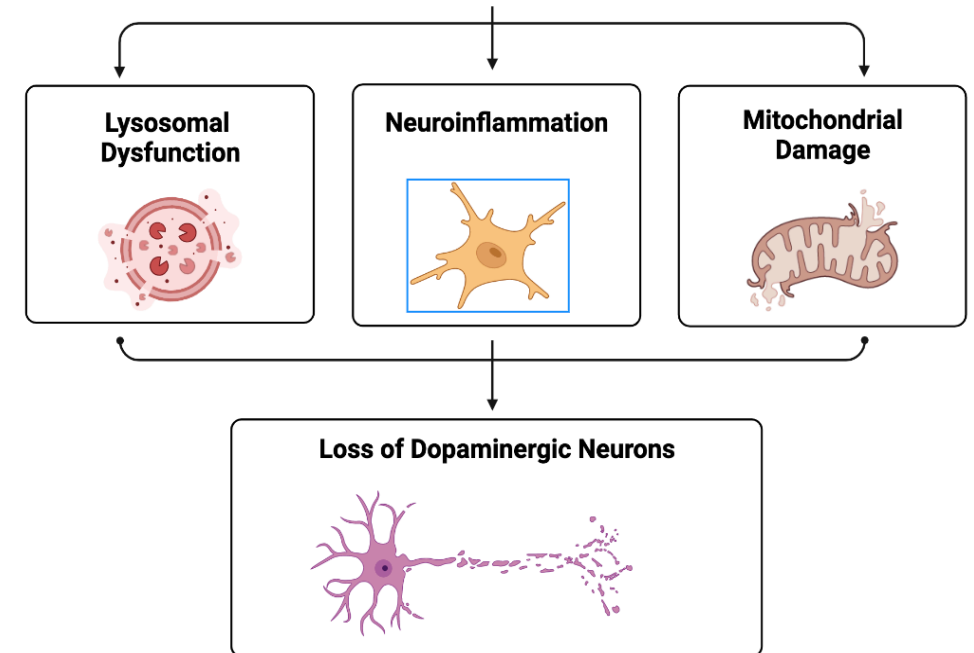 Lysosomal
Dysfunction
Neuroinflammation
Mitochondrial
Damage
Loss of Dopaminergic Neurons